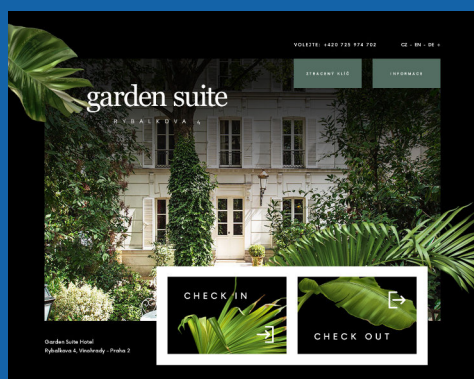 VOLEJTE: +420 725 974 702
CZ - EN - DE +
ZTRACENÝ KLÍČ
INFORMACE
garden suite
RYBALKOVA 4
CHECK IN
CHECK OUT
Garden Suite Hotel
Rybalkova 4, Vinohrady - Praha 2